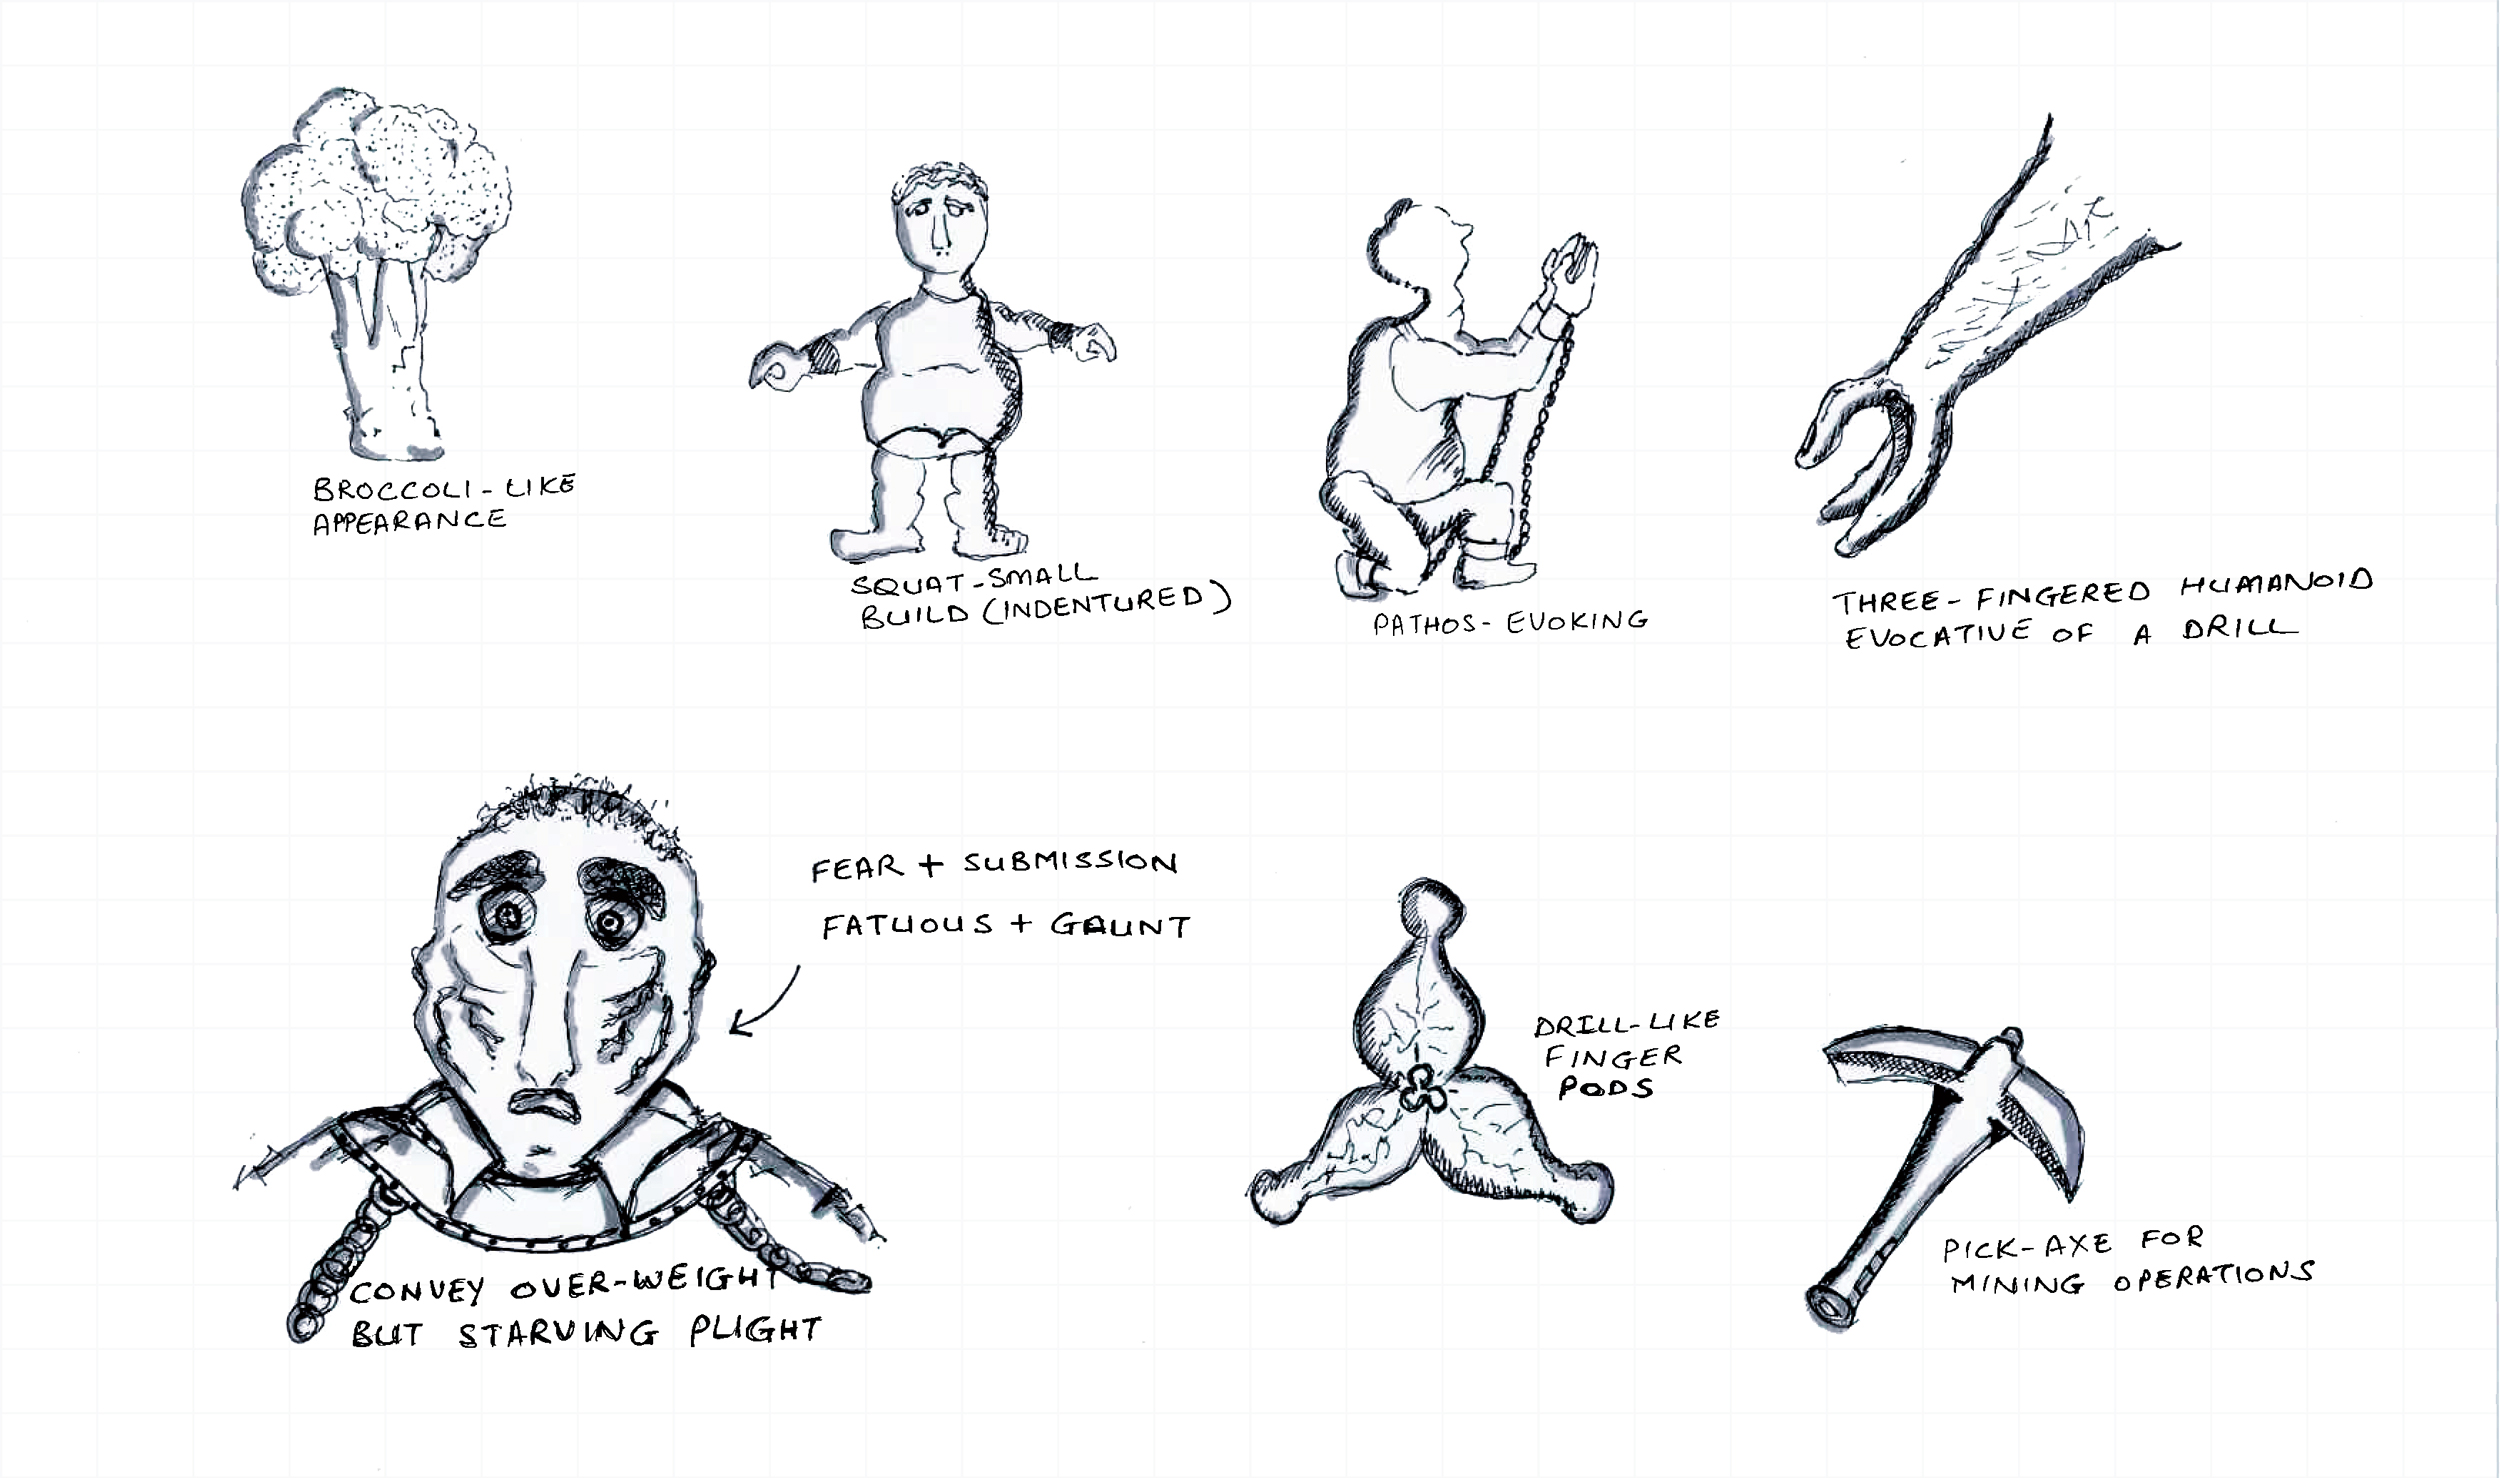 BROCCOLI-LIKE
APPEARANCE
SQUAT-SMALL
BUILD (INDENTURED)
PATHOS-EVOKING
THREE-FINGERED HUMANOID
EVOCATIVE OF A DRILL
FEAR + SUBMISSION
FATUOUS + GAUNT
CONVEY OVER-WEIGHT
BUT STARVING PLIGHT
DRILL-LIKE
FINGER
PODS
PICK-AXE FOR
MINING OPERATIONS